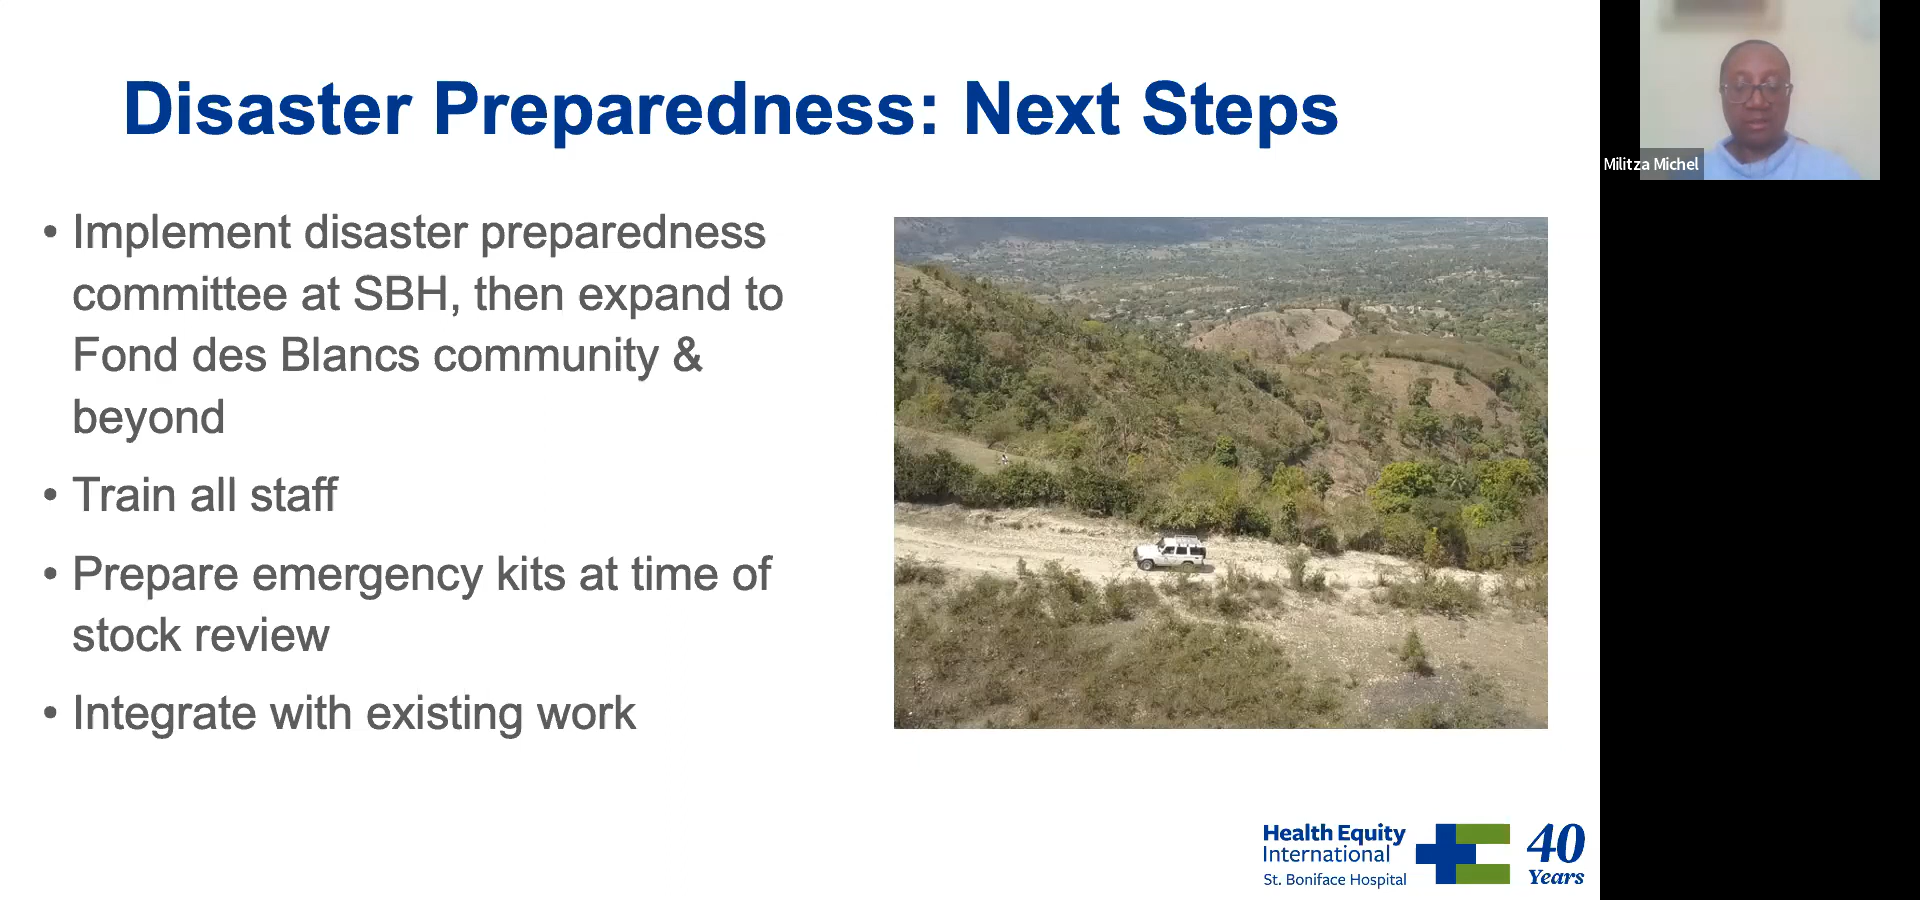 Disaster Preparedness: Next Steps
Militza Michel
• Implement disaster preparedness
committee at SBH, then expand to
Fond des Blancs community &
beyond
• Train all staff
• Prepare emergency kits at time of
stock review
• Integrate with existing work
Health Equity
International
St. Boniface Hospital
40
Years